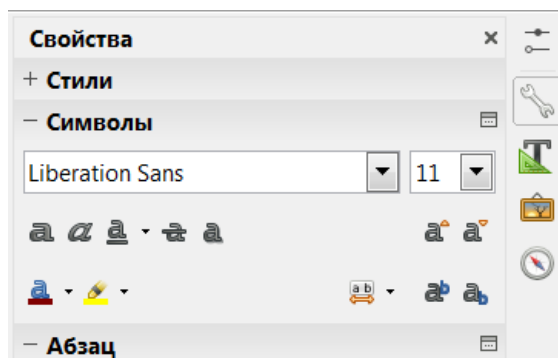 Свойства
Стили
Символы
Liberation Sans 11
a a a a a a a
a a b a b a b
Абзац